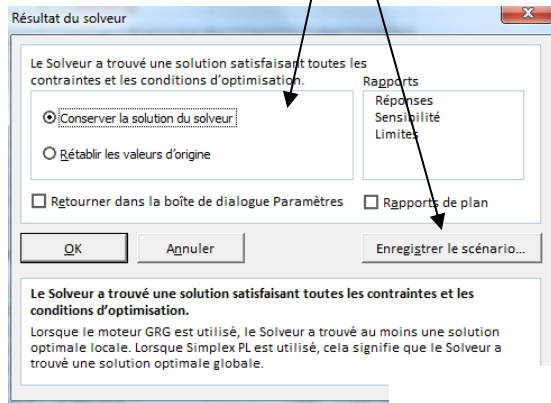 Résultat du solveur
Le Solveur a trouvé une solution satisfaisant toutes les
contraintes et les conditions d'optimisation.
Rapports
Conserver la solution du solveur
Rétablir les valeurs d'origine
Réponses
Sensibilité
Limites
Retourner dans la boîte de dialogue Paramètres
Rapports de plan
OK
Annuler
Enregistrer le scénario...
Le Solveur a trouvé une solution satisfaisant toutes les contraintes et les
conditions d'optimisation.
Lorsque le moteur GRG est utilisé, le Solveur a trouvé au moins une solution
optimale locale. Lorsque Simplex PL est utilisé, cela signifie que le Solveur a
trouvé une solution optimale globale.